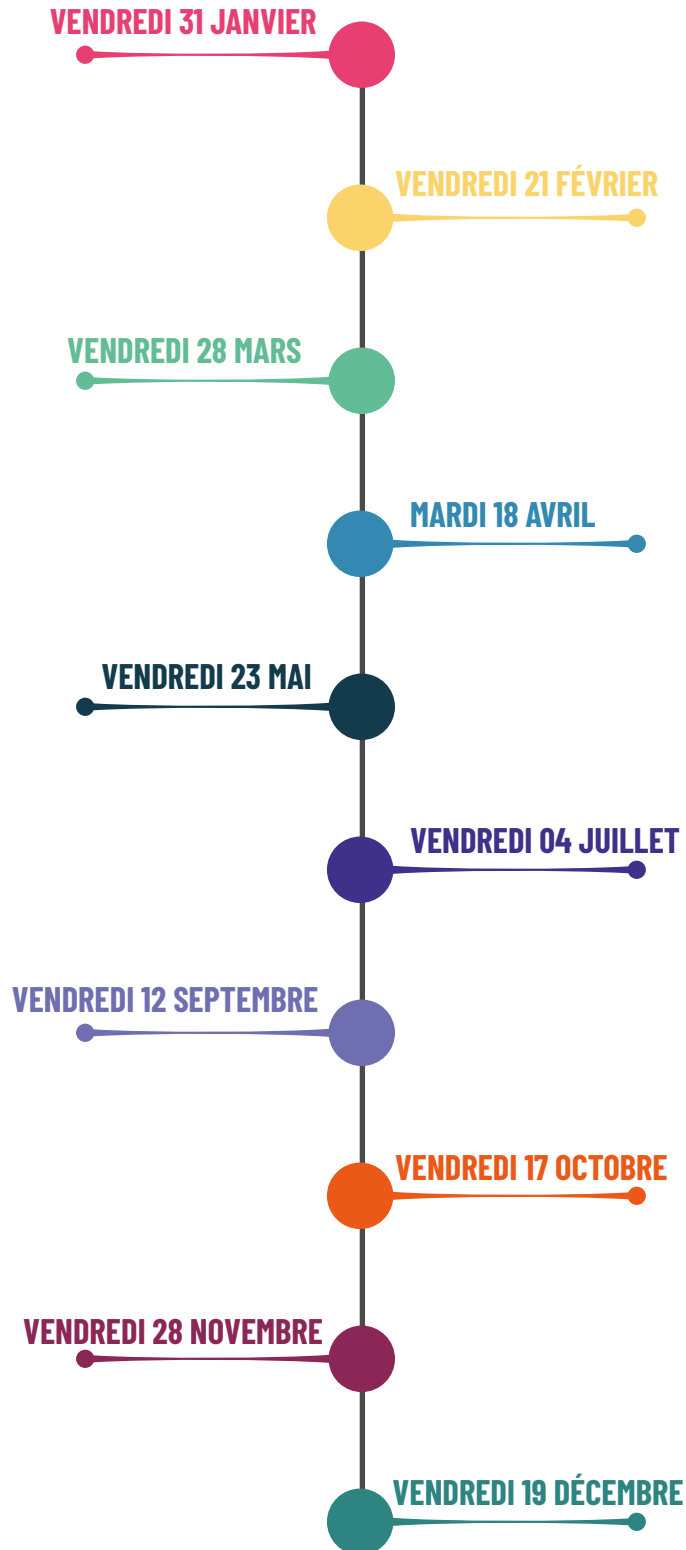 VENDREDI 31 JANVIER
VENDREDI 21 FÉVRIER
VENDREDI 28 MARS
MARDI 18 AVRIL
VENDREDI 23 MAI
VENDREDI 04 JUILLET
VENDREDI 12 SEPTEMBRE
VENDREDI 17 OCTOBRE
VENDREDI 28 NOVEMBRE
VENDREDI 19 DÉCEMBRE